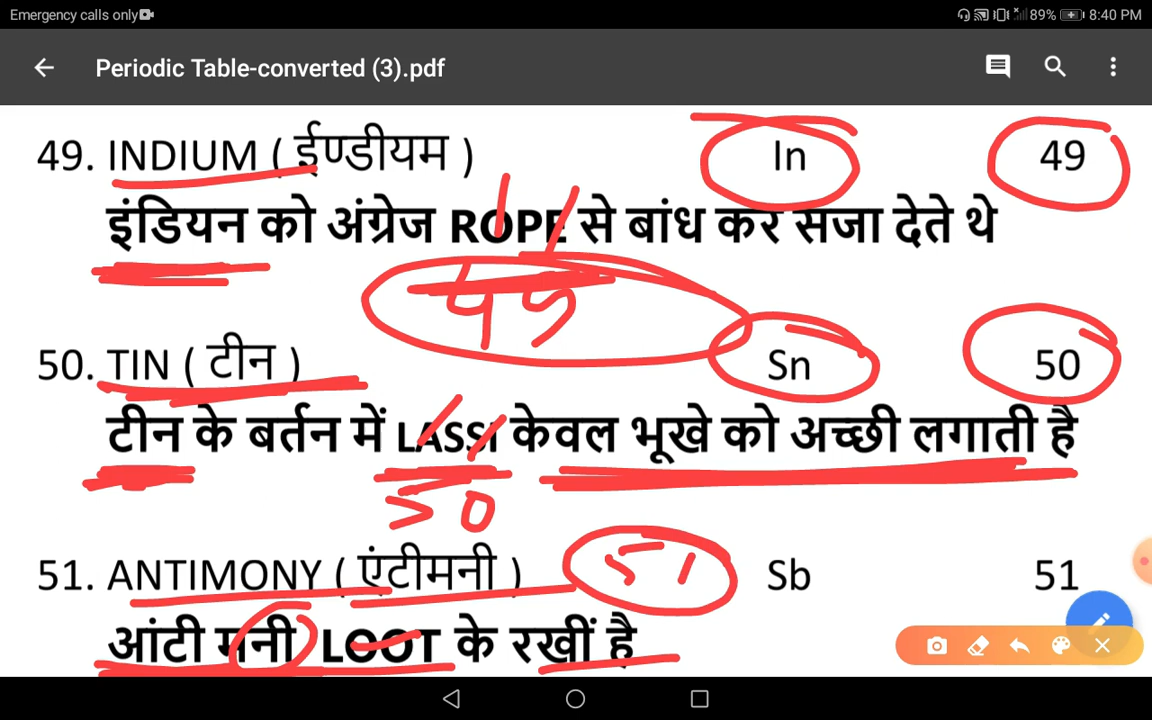 Emergency calls only 89% 8:40 PM
Periodic Table-converted (3).pdf
49. INDIUM ( ईण्डीयम ) In 49
इंडियन को अंग्रेज ROPE से बांध कर सजा देते थे
49
50. TIN ( टीन ) Sn 50
टीन के बर्तन में LASSI केवल भूखे को अच्छी लगाती है
50
51. ANTIMONY ( एंटीमनी ) 51 Sb 51
आंटी मनी LOOT के रखीं है